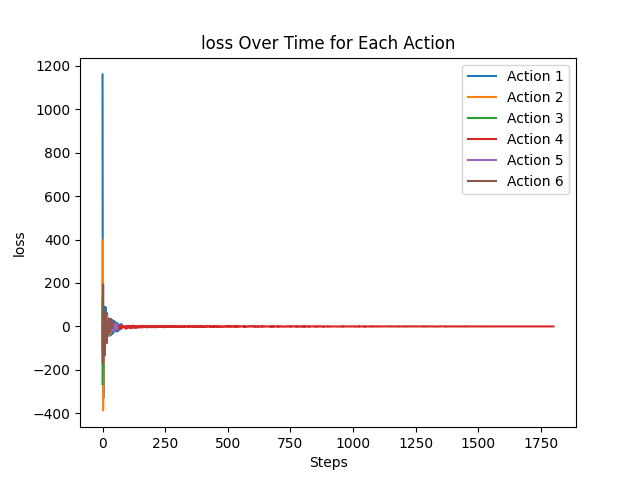 loss Over Time for Each Action
1200
1000
800
600
400
200
0
−200
−400
loss
0 250 500 750 1000 1250 1500 1750
Steps
Action 1
Action 2
Action 3
Action 4
Action 5
Action 6